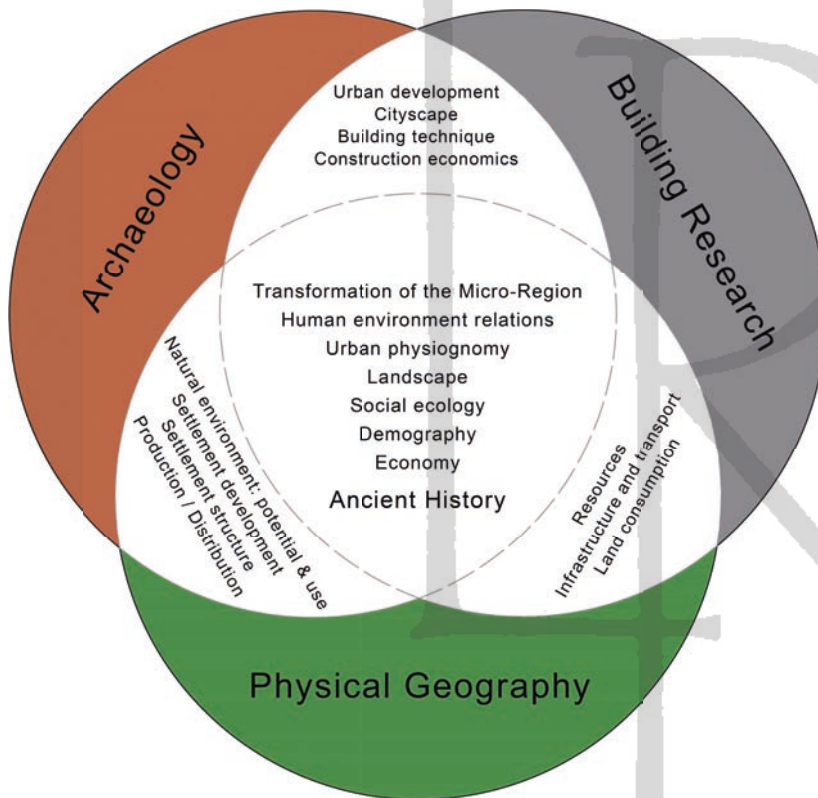 Urban development
Cityscape
Building technique
Construction economics
Archaeology
Building Research
Transformation of the Micro-Region
Human environment relations
Urban physiognomy
Landscape
Social ecology
Demography
Economy
Ancient History
Natural environment: potential & use
Settlement development
Settlement structure
Production / Distribution
Resources
Infrastructure and transport
Land consumption
Physical Geography